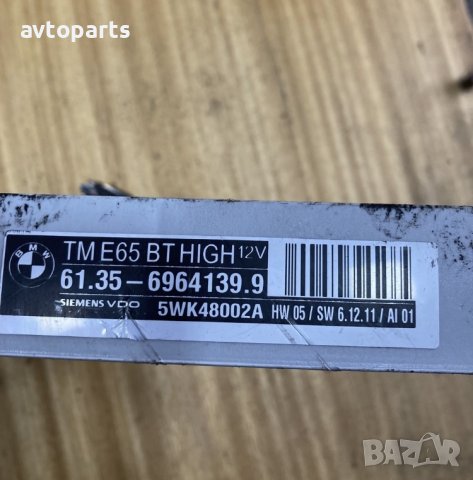 avtoparts
BMW
TM E65 BT HIGH 12V
61.35 - 6964139.9
SIEMENS VDO 5WK48002A HW 05 / SW 6.12.11 / AI 01
BAZAR